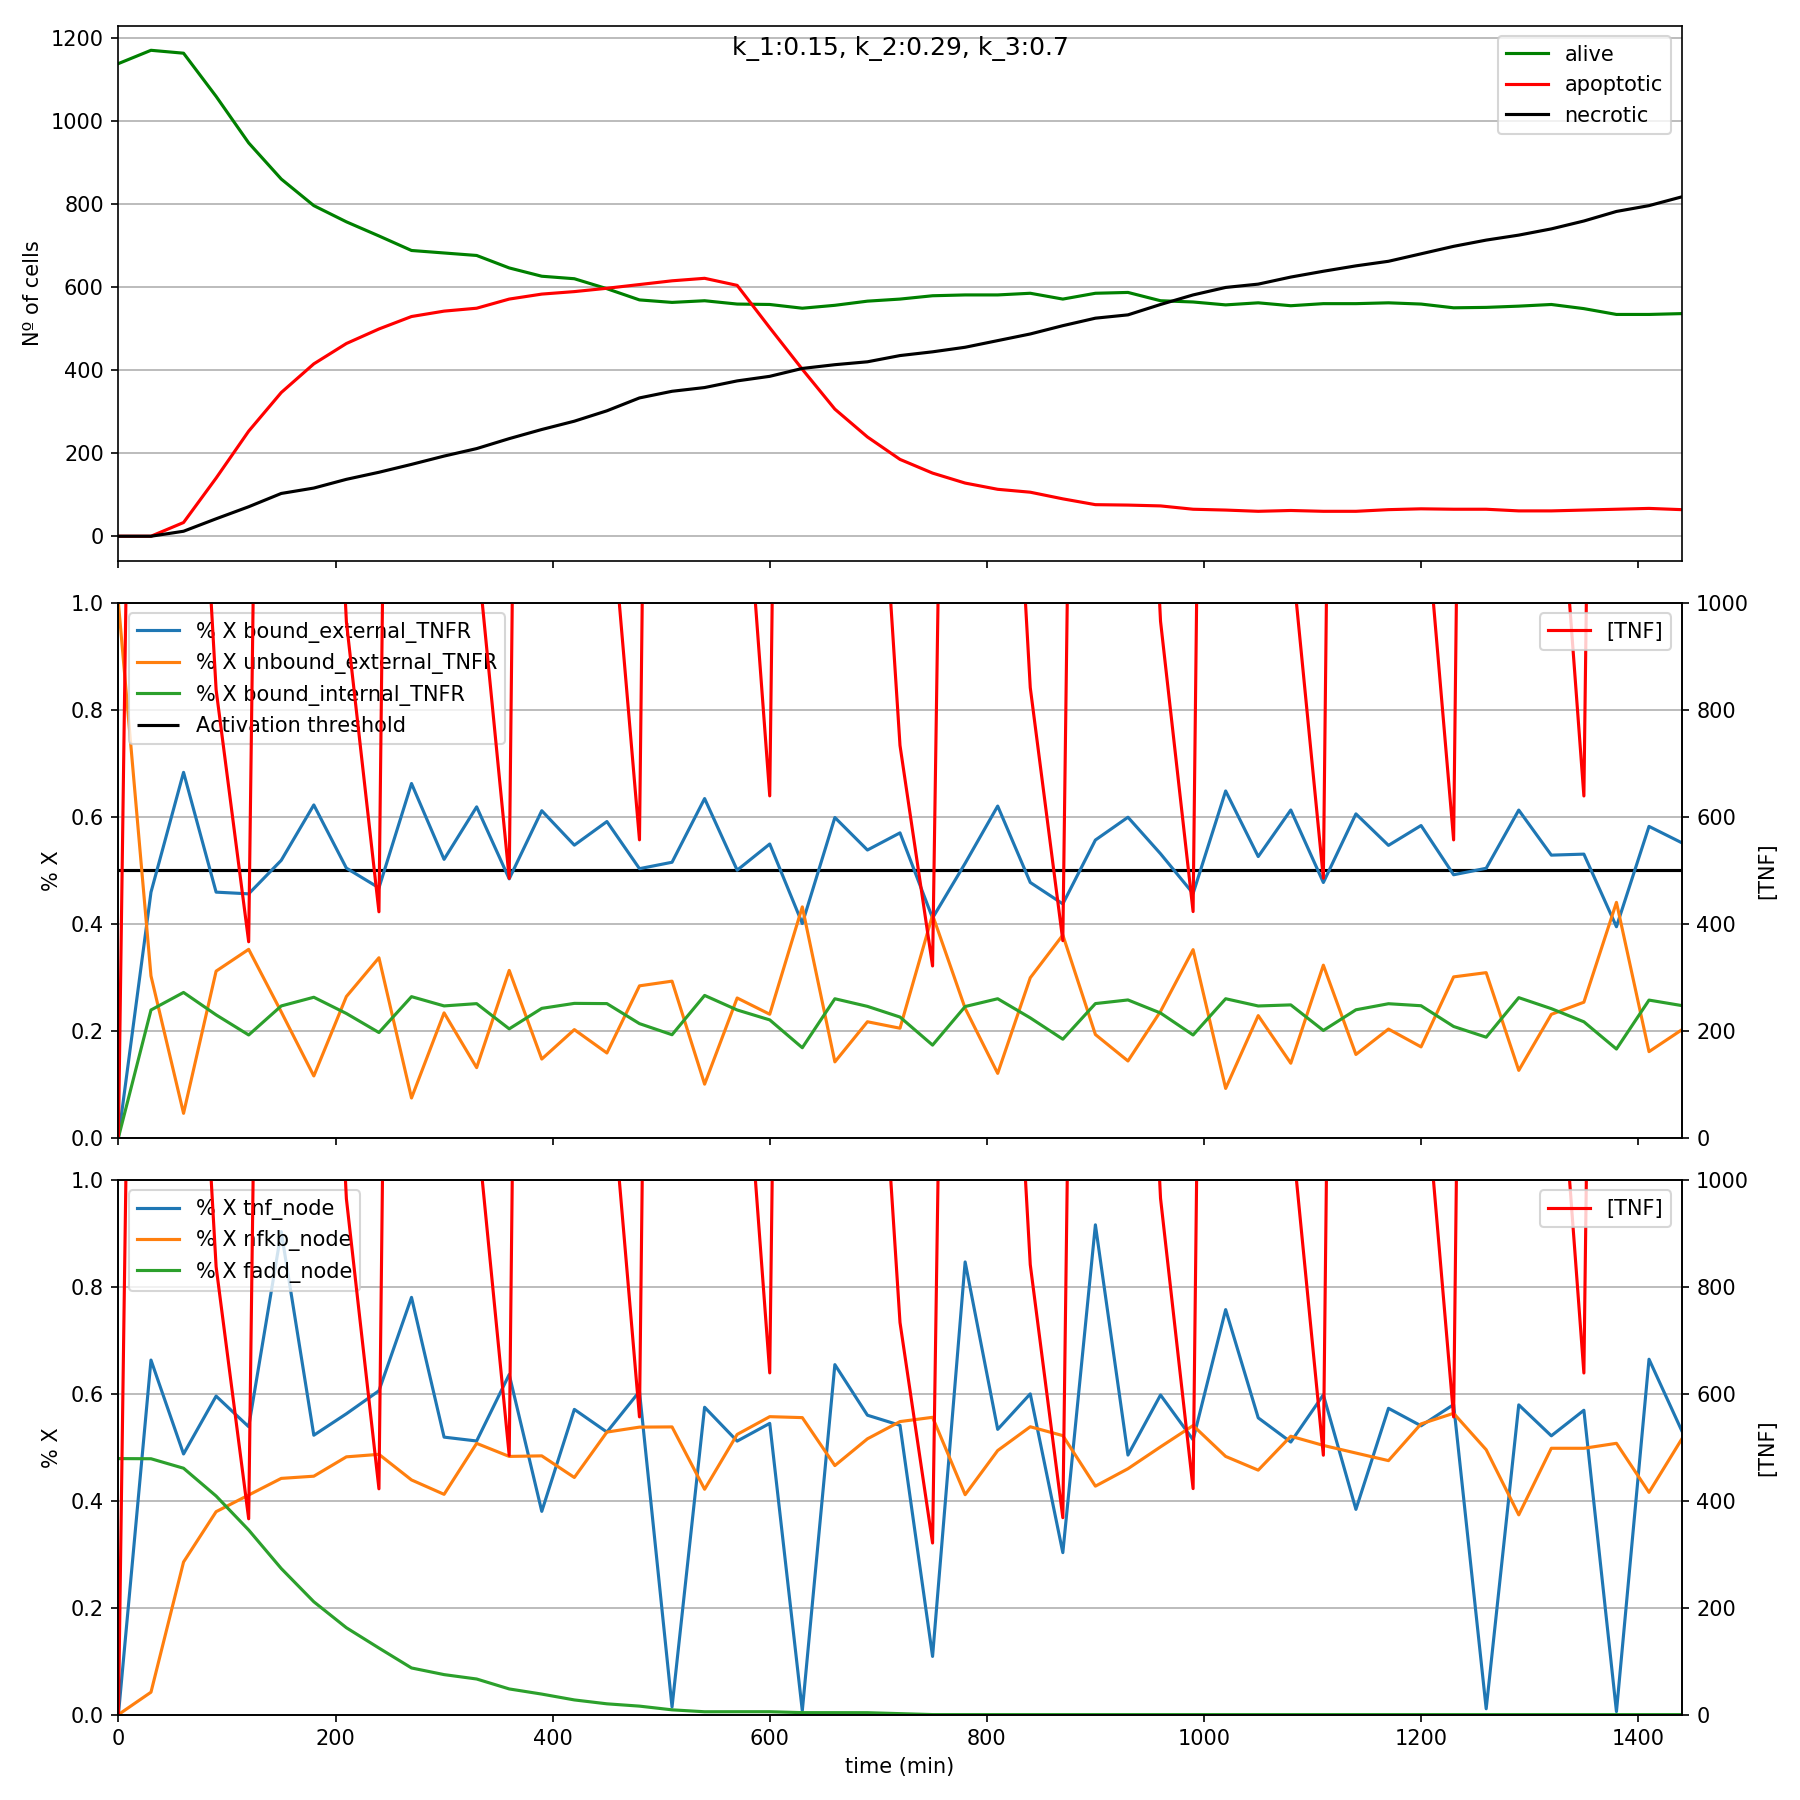 k_1:0.15, k_2:0.29, k_3:0.7
Nº of cells
1200
1000
800
600
400
200
0
alive
apoptotic
necrotic
% X
1.0
0.8
0.6
0.4
0.2
0.0
% X bound_external_TNFR
% X unbound_external_TNFR
% X bound_internal_TNFR
Activation threshold
[TNF]
1000
800
600
400
200
0
[TNF]
% X
1.0
0.8
0.6
0.4
0.2
0.0
% X tnf_node
% X nfkb_node
% X fadd_node
[TNF]
1000
800
600
400
200
0
[TNF]
0 200 400 600 800 1000 1200 1400
time (min)